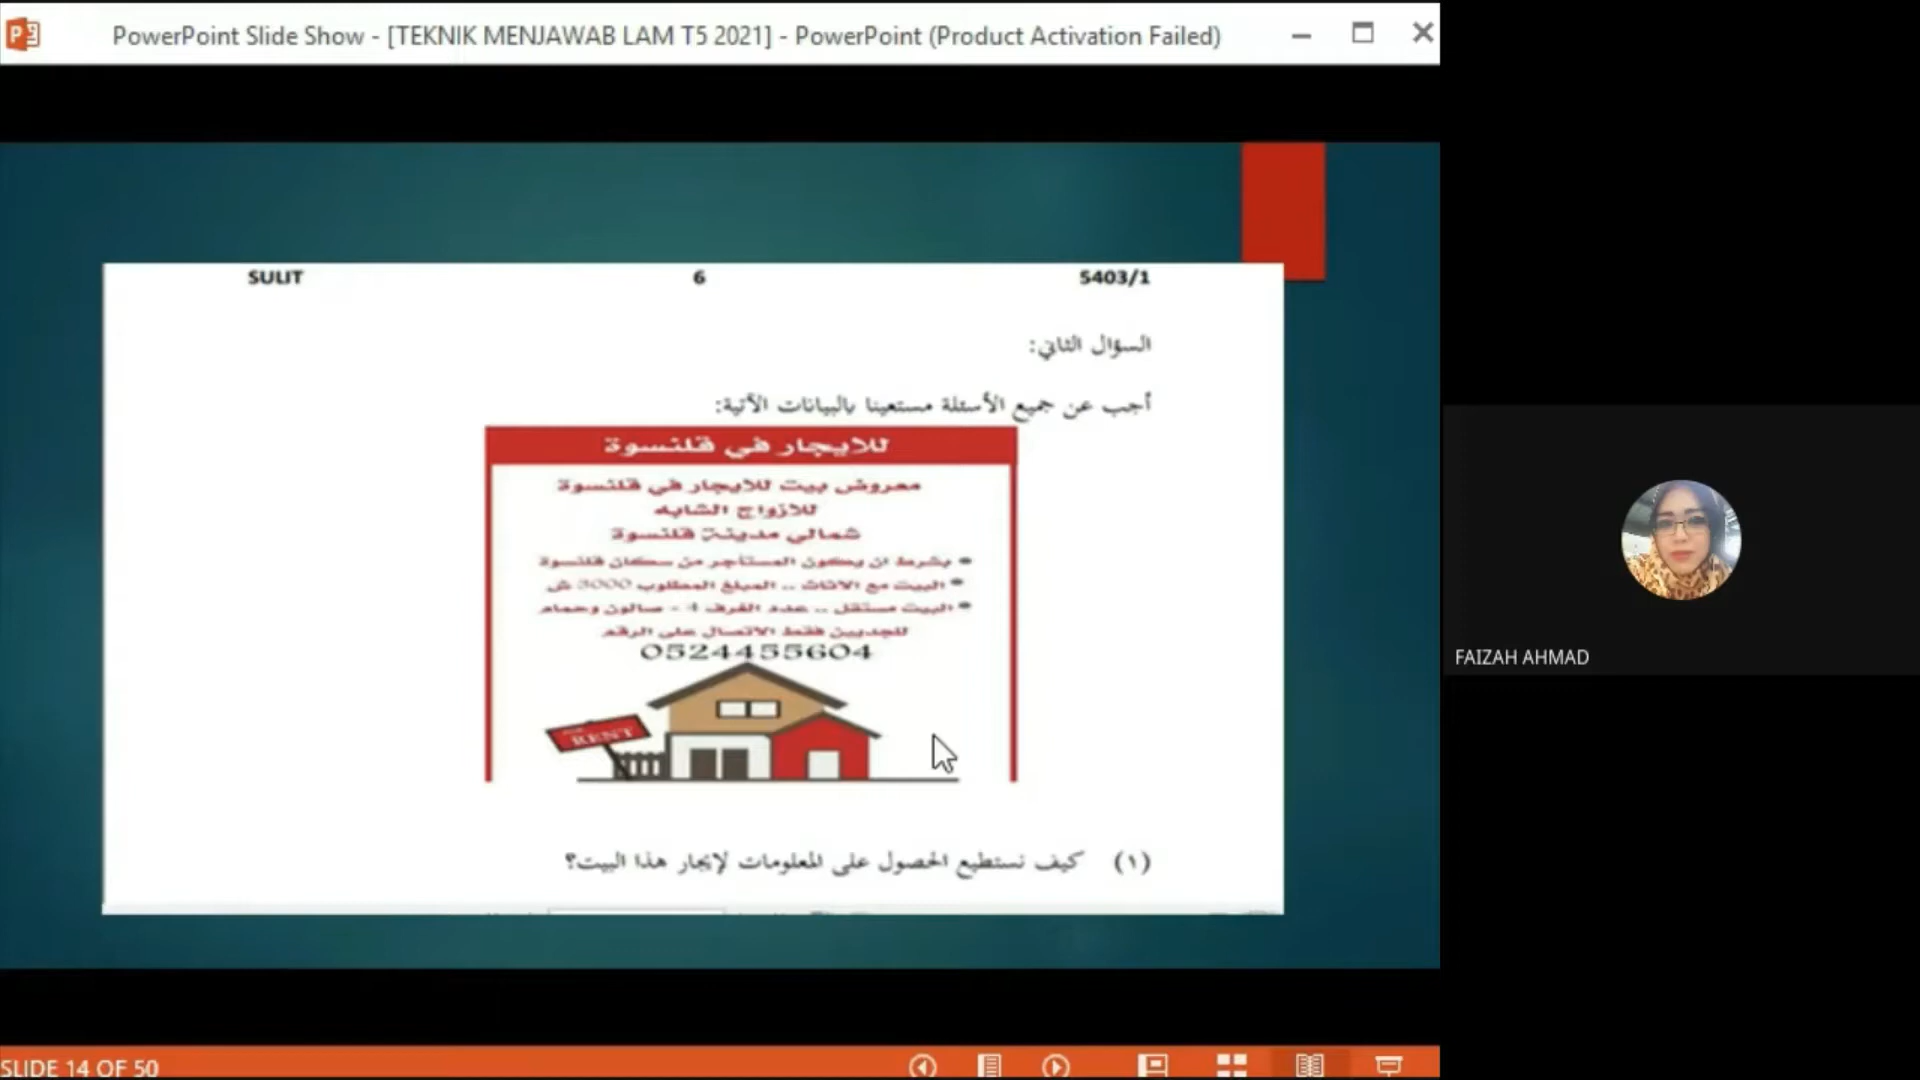 PowerPoint Slide Show - [TEKNIK MENJAWAB LAM T5 2021] - PowerPoint (Product Activation Failed)
SULIT 6 5403/1
السؤال الثاني:
أجب عن جميع الأسئلة مستعينا بالبيانات الآتية:
للايجار في قلنسوة
معروض بيت للايجار في قلنسوة
للازواج الشابه
شمالي مدينة قلنسوة
• بشرط ان يكون المستأجر من سكان قلنسوة
• البيت مع الاثاث .. المبلغ المطلوب 3000 ش
• البيت مستقل .. عدد الغرف 4 - صالون وحمام
للجديين فقط الاتصال على الرقم
0524455604
RENT
(١) كيف نستطيع الحصول على المعلومات لإيجار هذا البيت؟
FAIZAH AHMAD
SLIDE 14 OF 50